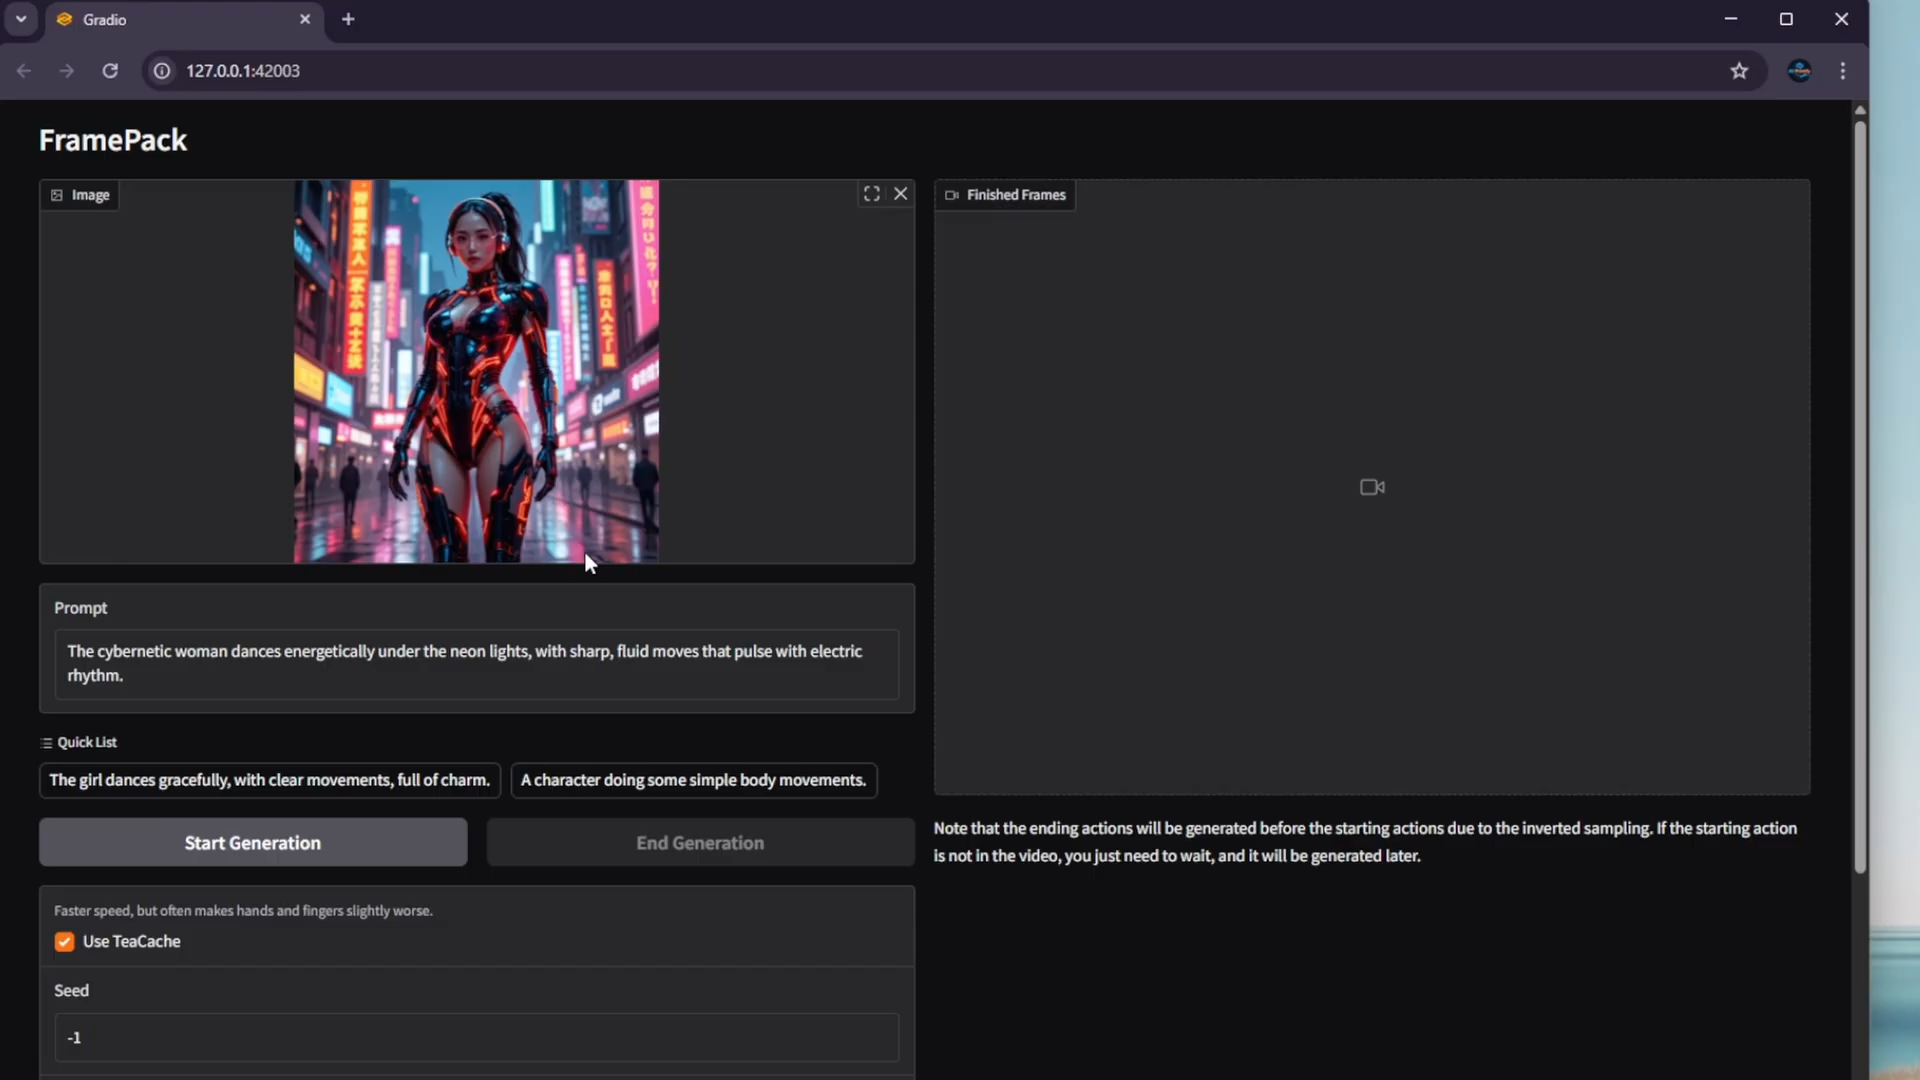 Gradio
127.0.0.1:42003
FramePack
Image
Finished Frames
Prompt
The cybernetic woman dances energetically under the neon lights, with sharp, fluid moves that pulse with electric
rhythm.
Quick List
The girl dances gracefully, with clear movements, full of charm.
A character doing some simple body movements.
Start Generation
End Generation
Note that the ending actions will be generated before the starting actions due to the inverted sampling. If the starting action
is not in the video, you just need to wait, and it will be generated later.
Faster speed, but often makes hands and fingers slightly worse.
Use TeaCache
Seed
-1